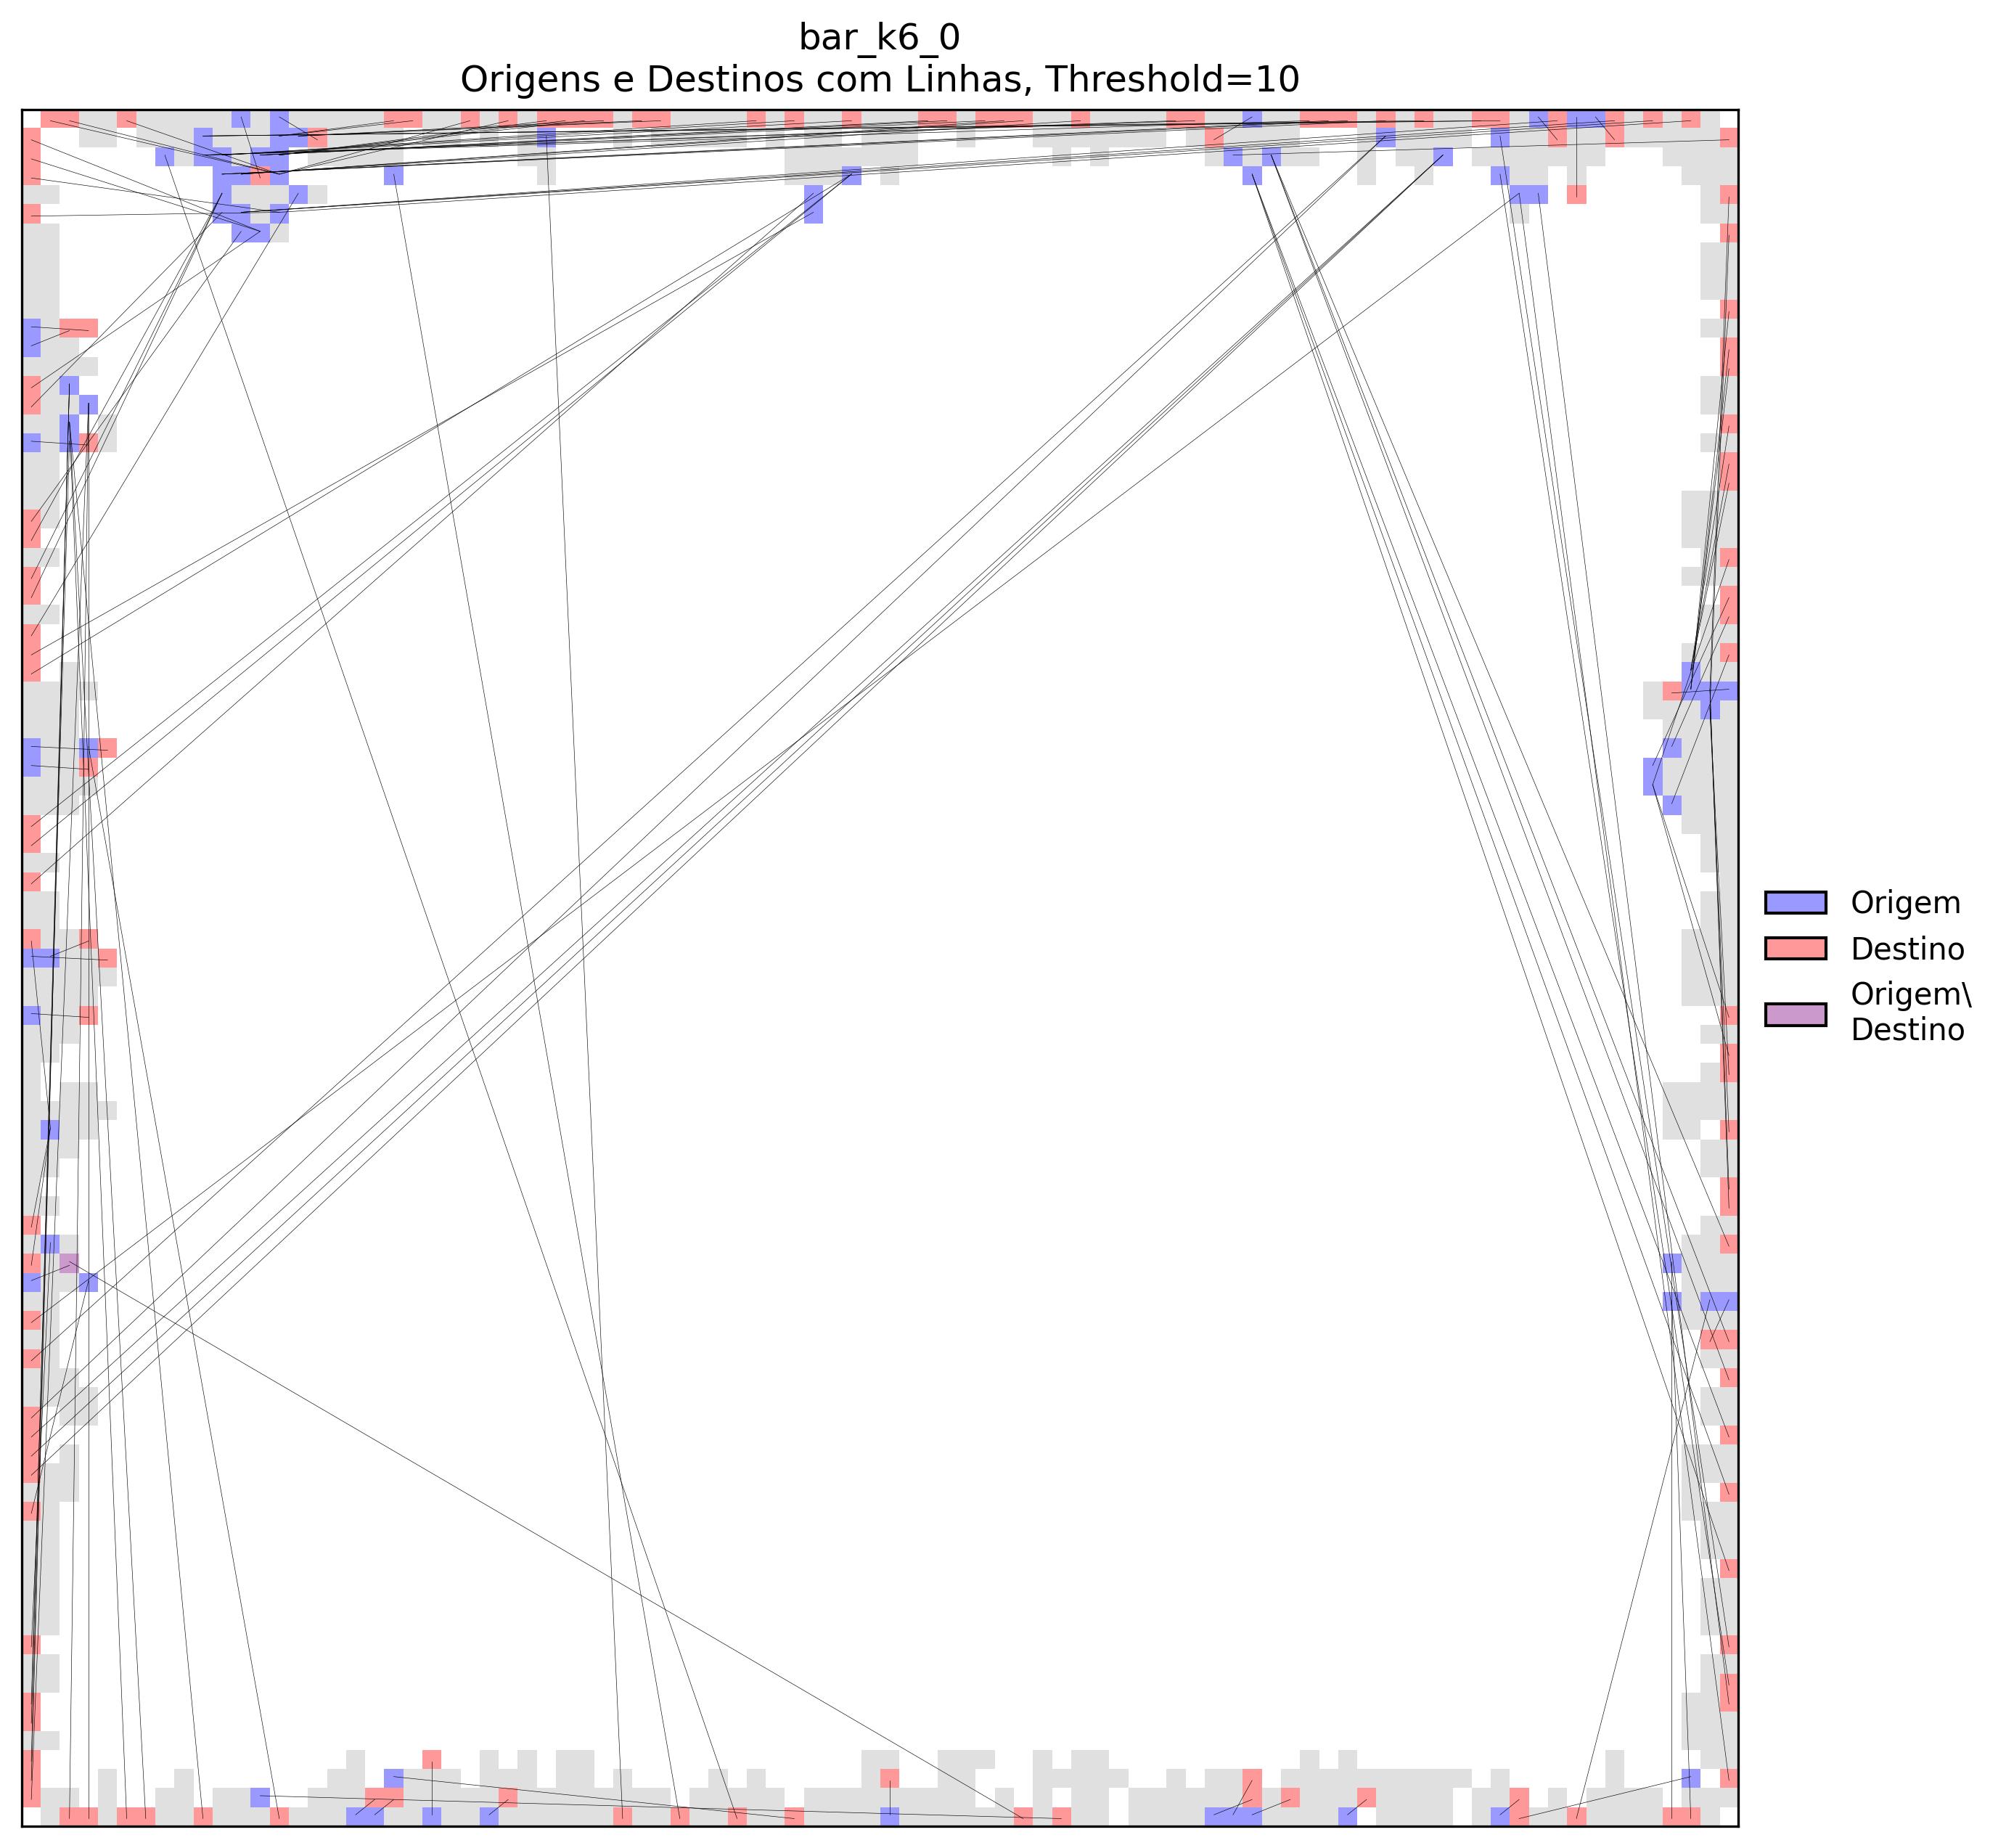 bar_k6_0
Origens e Destinos com Linhas, Threshold=10
Origem
Destino
Origem\
Destino